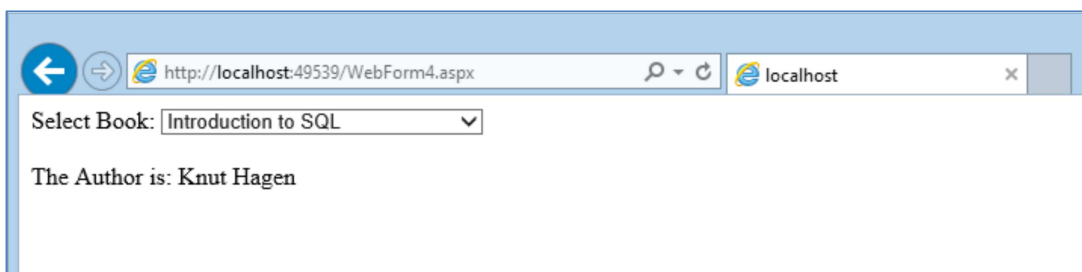 http://localhost:49539/WebForm4.aspx
localhost
Select Book: Introduction to SQL
The Author is: Knut Hagen